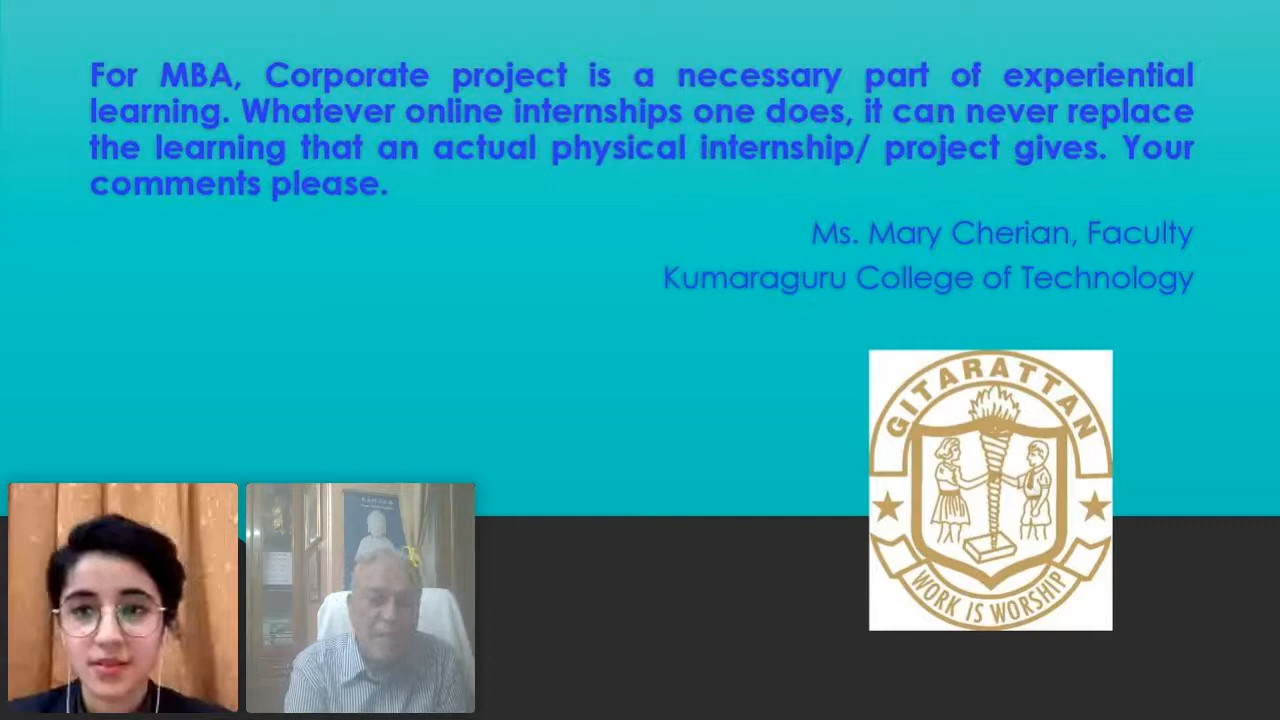 For MBA, Corporate project is a necessary part of experiential
learning. Whatever online internships one does, it can never replace
the learning that an actual physical internship/ project gives. Your
comments please.
Ms. Mary Cherian, Faculty
Kumaraguru College of Technology
GITARATTAN
WORK IS WORSHIP